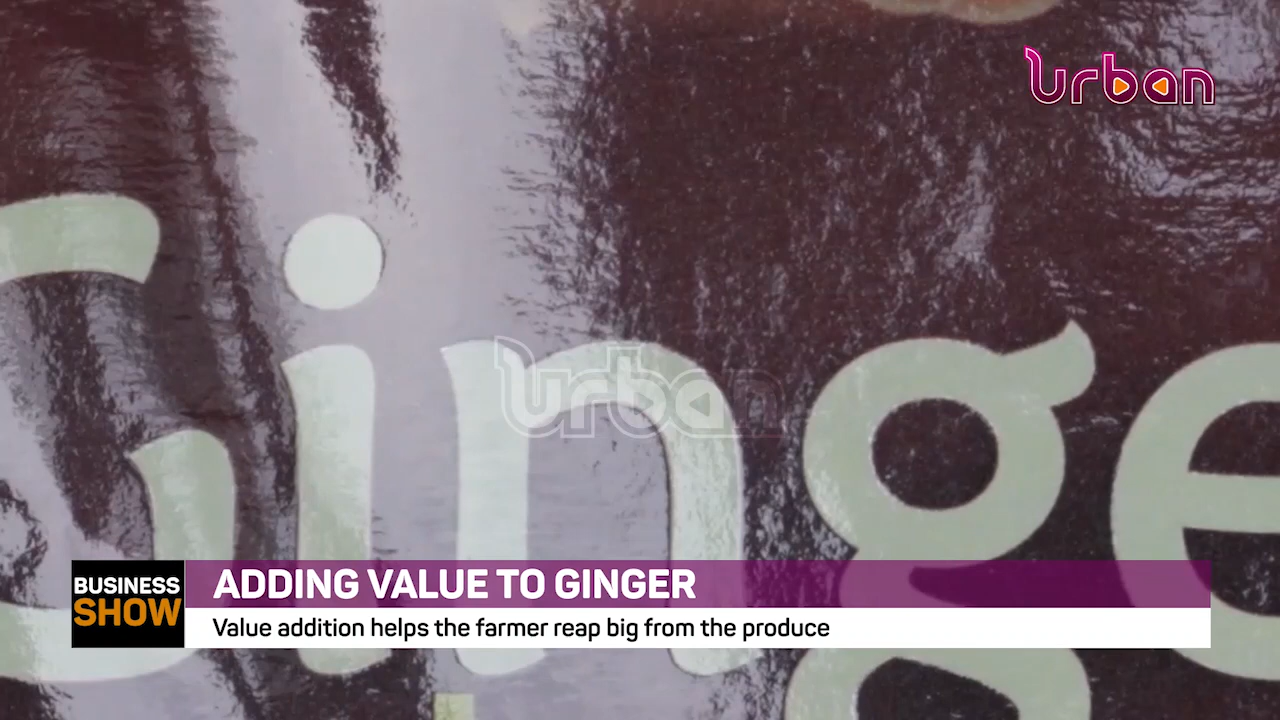 urban
Ginge
urban
BUSINESS
SHOW
ADDING VALUE TO GINGER
Value addition helps the farmer reap big from the produce